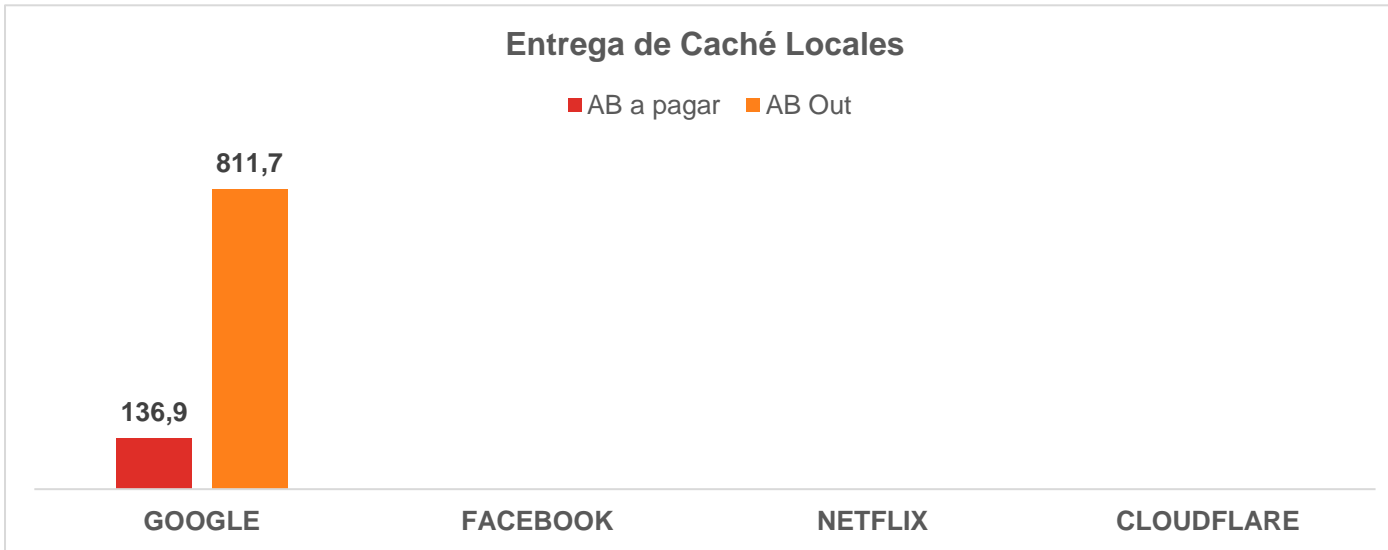 Entrega de Caché Locales
AB a pagar AB Out
811,7
136,9
GOOGLE FACEBOOK NETFLIX CLOUDFLARE